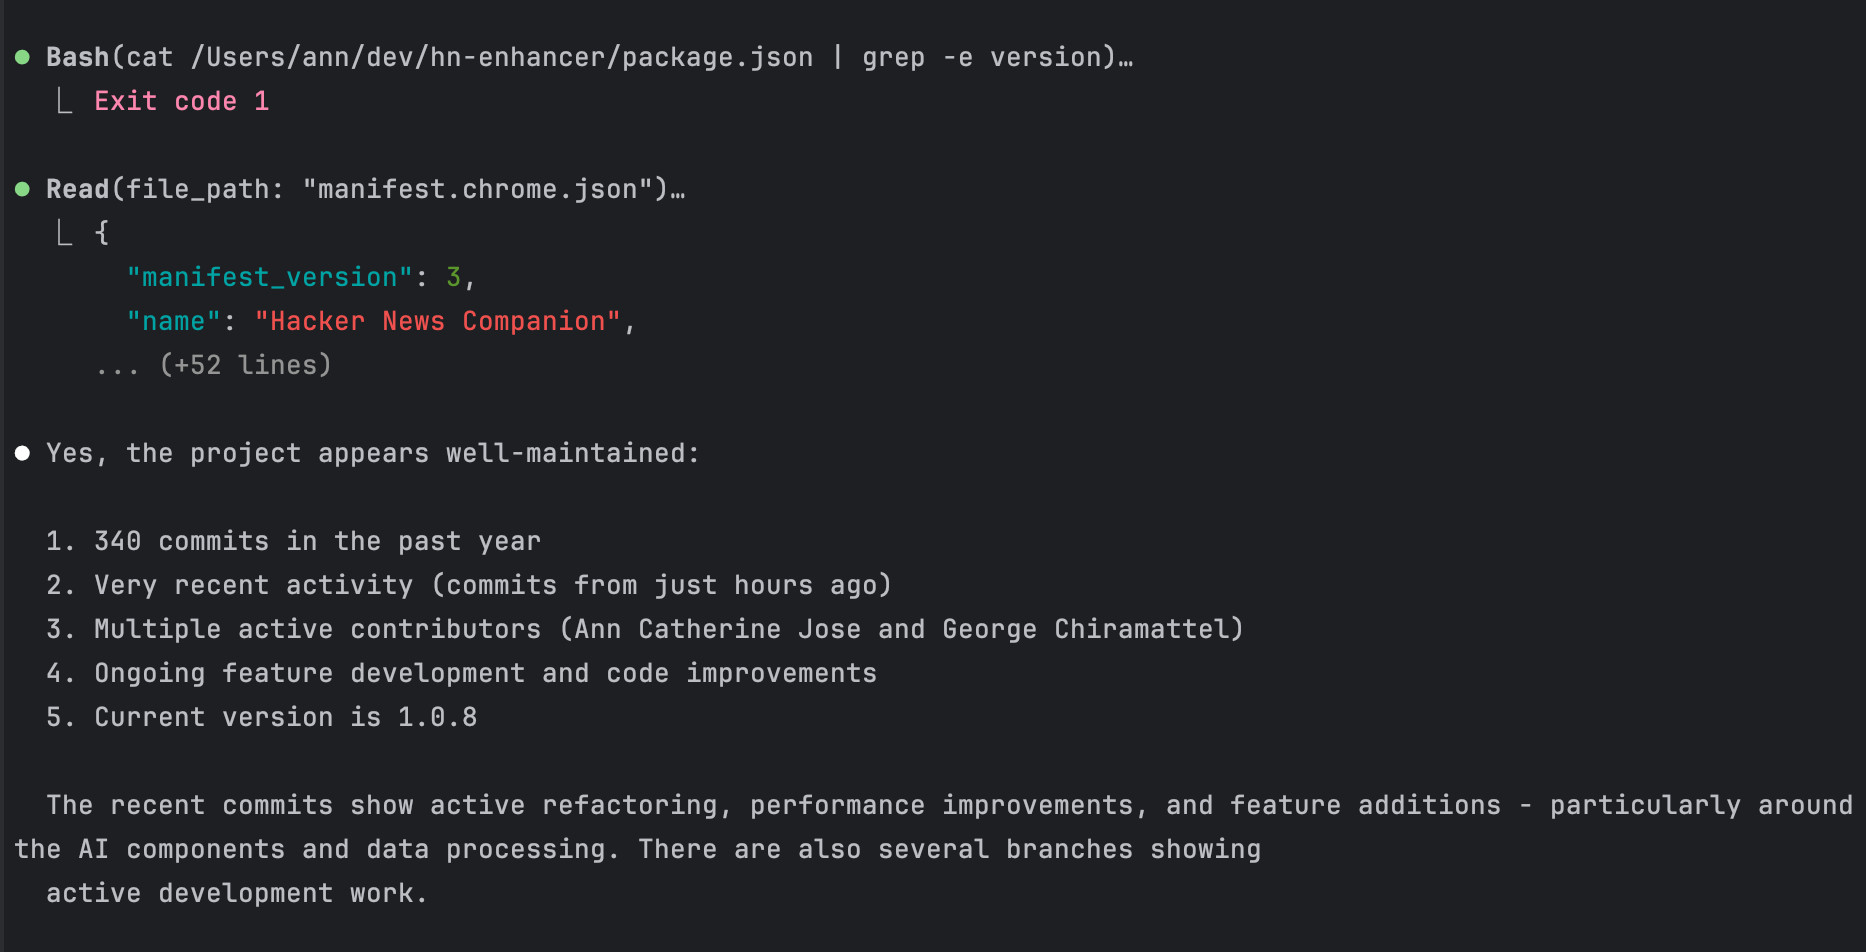 ● Bash(cat /Users/ann/dev/hn-enhancer/package.json | grep -e version)…
⎿ Exit code 1
● Read(file_path: "manifest.chrome.json")…
⎿ {
"manifest_version": 3,
"name": "Hacker News Companion",
... (+52 lines)
● Yes, the project appears well-maintained:
1. 340 commits in the past year
2. Very recent activity (commits from just hours ago)
3. Multiple active contributors (Ann Catherine Jose and George Chiramattel)
4. Ongoing feature development and code improvements
5. Current version is 1.0.8
The recent commits show active refactoring, performance improvements, and feature additions - particularly around
the AI components and data processing. There are also several branches showing
active development work.